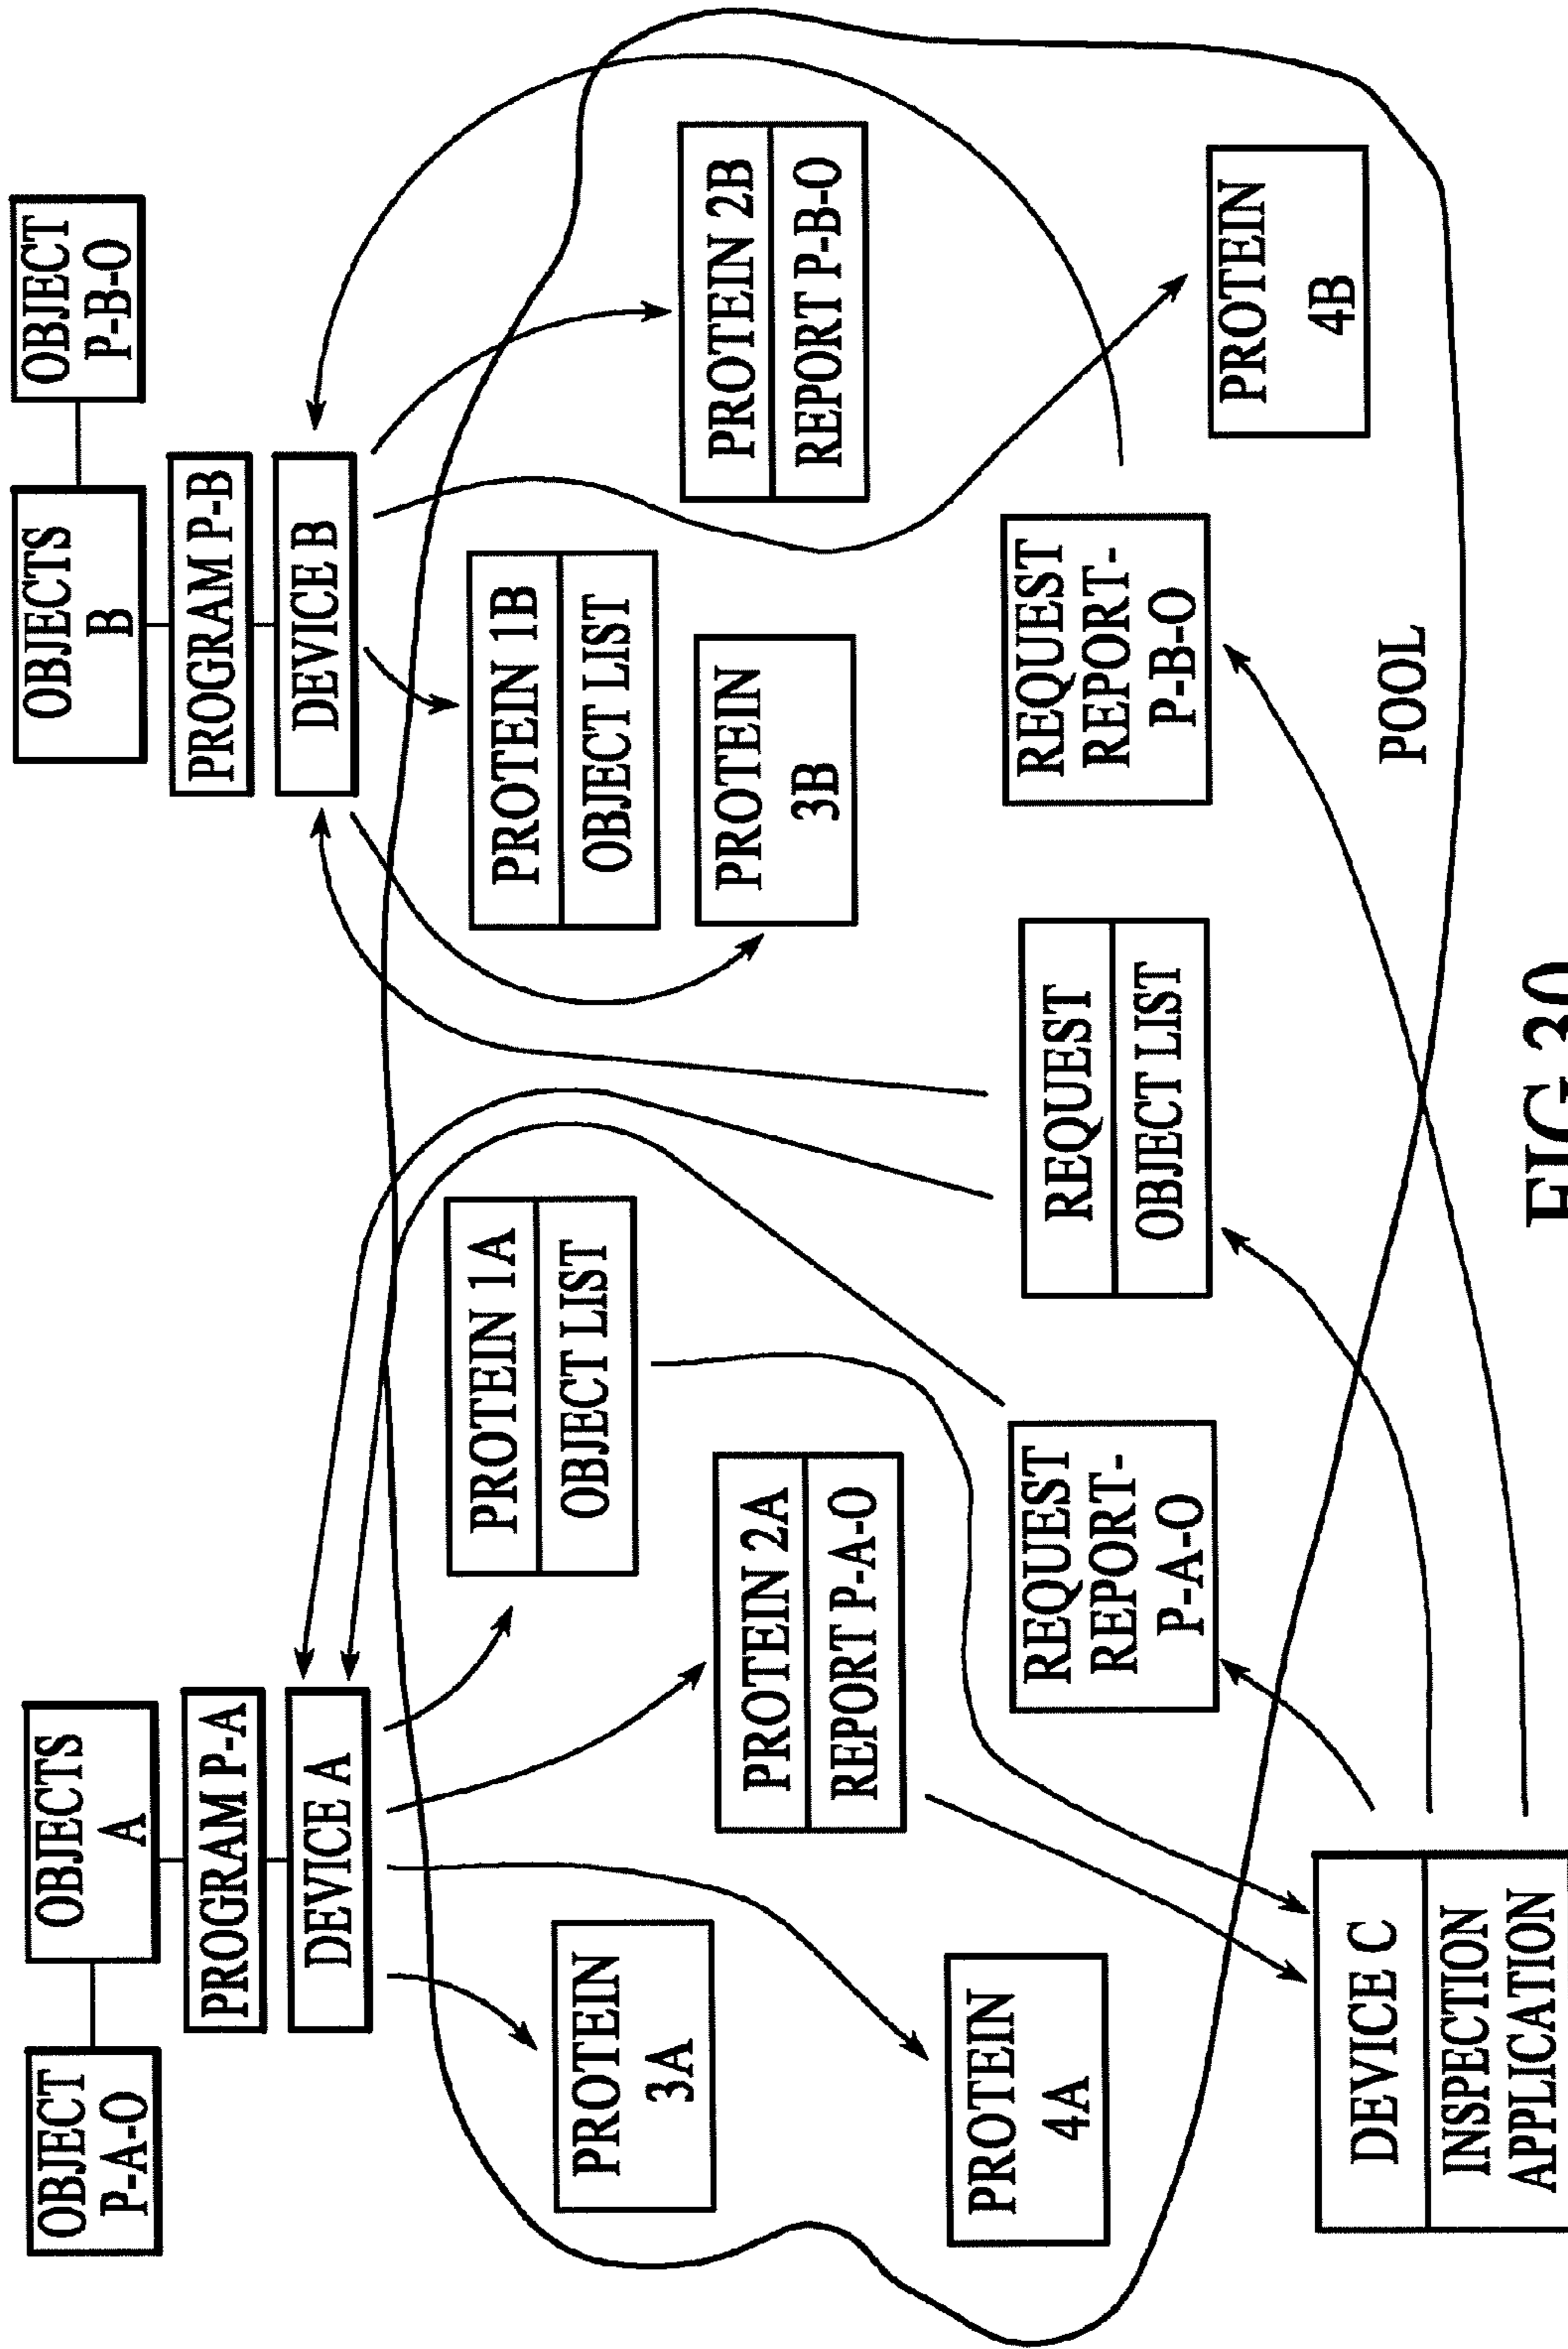 OBJECT
P-A-O
OBJECTS
A
PROGRAM P-A
DEVICE A
OBJECTS
B
OBJECT
P-B-O
PROGRAM P-B
DEVICE B
PROTEIN
3A
PROTEIN 1A
OBJECT LIST
PROTEIN 1B
OBJECT LIST
PROTEIN 2B
REPORT P-B-O
PROTEIN 2A
REPORT P-A-O
PROTEIN
3B
PROTEIN
4A
REQUEST
REPORT-
P-A-O
REQUEST
OBJECT LIST
REQUEST
REPORT-
P-B-O
PROTEIN
4B
POOL
DEVICE C
INSPECTION
APPLICATION
FIG.30